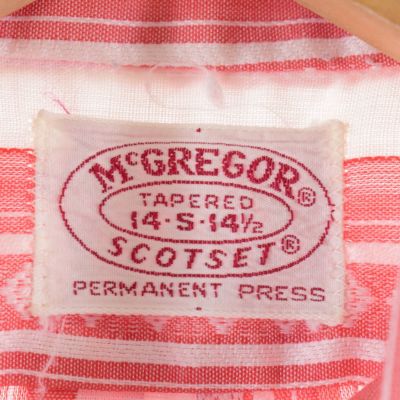 McGREGOR®
TAPERED
14-S-14½
SCOTSET®
PERMANENT PRESS